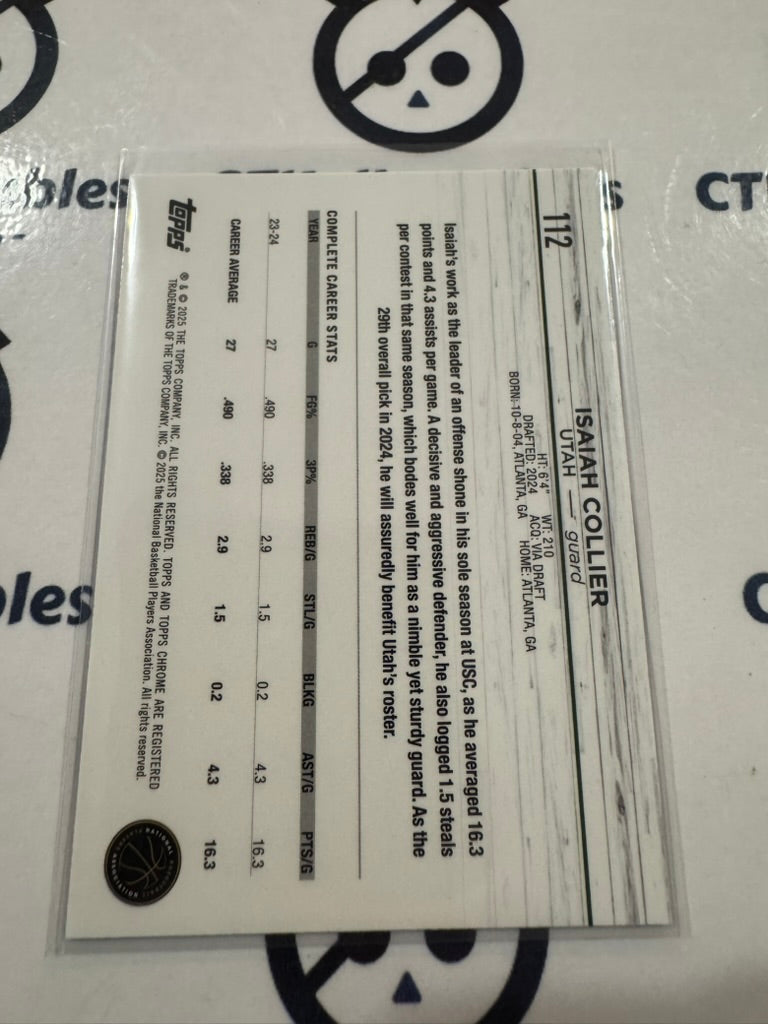 112
ISAIAH COLLIER
UTAH — guard
HT: 6'4" WT: 210
DRAFTED: 2024 ACQ: VIA DRAFT
BORN: 10-8-04, ATLANTA, GA HOME: ATLANTA, GA
Isaiah's work as the leader of an offense shone in his sole season at USC, as he averaged 16.3
points and 4.3 assists per game. A decisive and aggressive defender, he also logged 1.5 steals
per contest in that same season, which bodes well for him as a nimble yet sturdy guard. As the
29th overall pick in 2024, he will assuredly benefit Utah's roster.
COMPLETE CAREER STATS
YEAR G FG% 3P% REB/G STL/G BLKG AST/G PTS/G
23-24 27 .490 .338 2.9 1.5 0.2 4.3 16.3
CAREER AVERAGE 27 .490 .338 2.9 1.5 0.2 4.3 16.3
topps
® & © 2025 THE TOPPS COMPANY, INC. ALL RIGHTS RESERVED. TOPPS AND TOPPS CHROME ARE REGISTERED
TRADEMARKS OF THE TOPPS COMPANY, INC. © 2025 the National Basketball Players Association. All rights reserved.
NATIONAL
ASSOCIATION
CT
bles